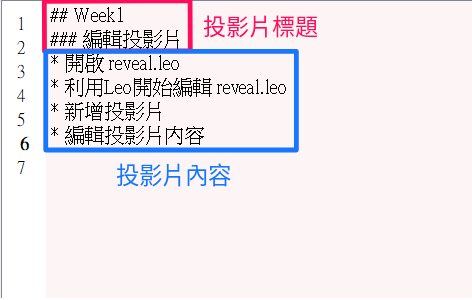 1 ## Week1
2 ### 編輯投影片
3 * 開啟 reveal.leo
4 * 利用Leo開始編輯 reveal.leo
5 * 新增投影片
6 * 編輯投影片內容
7
投影片標題
投影片內容